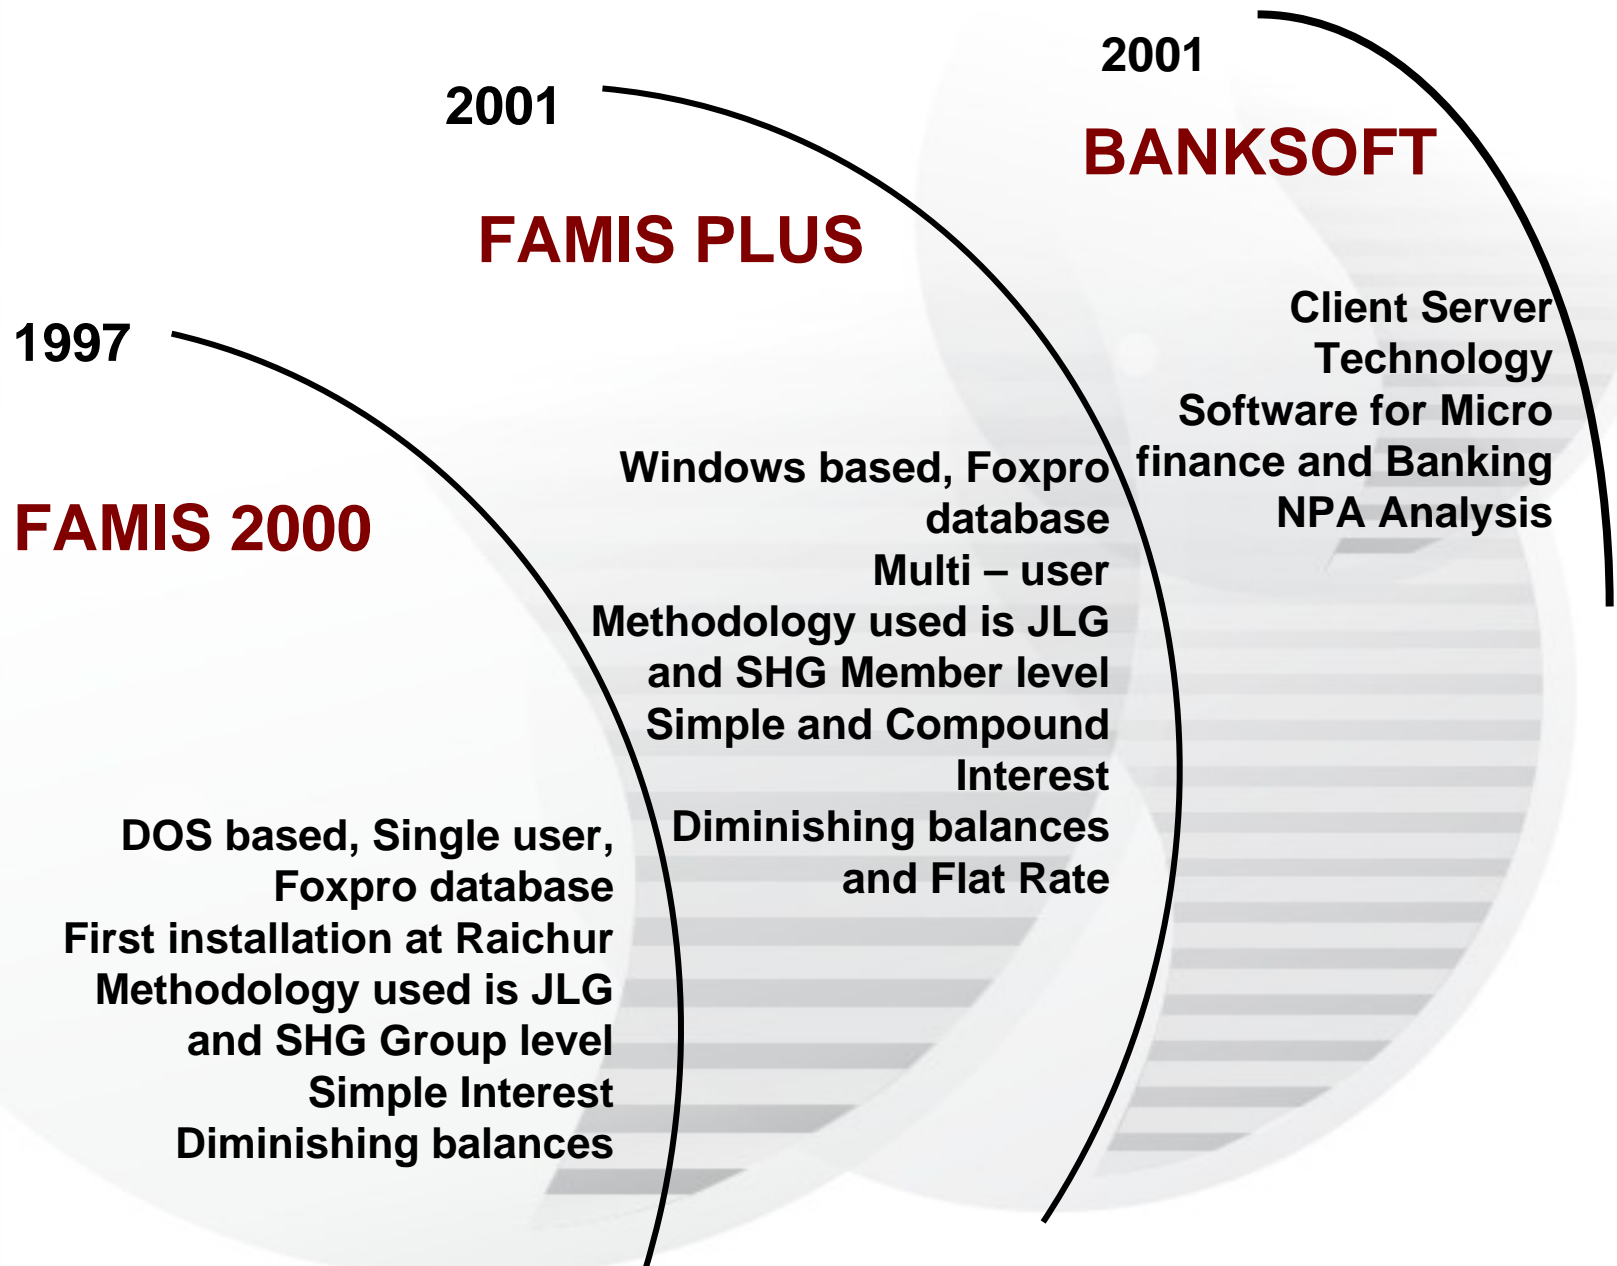 1997
FAMIS 2000
DOS based, Single user,
Foxpro database
First installation at Raichur
Methodology used is JLG
and SHG Group level
Simple Interest
Diminishing balances
2001
FAMIS PLUS
Windows based, Foxpro
database
Multi – user
Methodology used is JLG
and SHG Member level
Simple and Compound
Interest
Diminishing balances
and Flat Rate
2001
BANKSOFT
Client Server
Technology
Software for Micro
finance and Banking
NPA Analysis